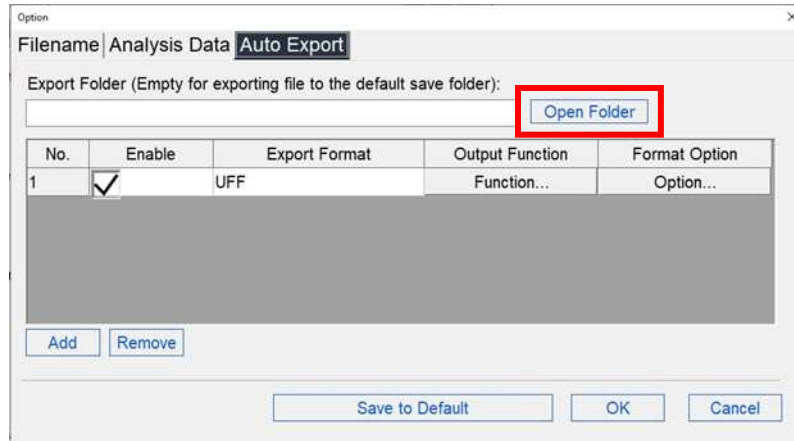 Option
Filename Analysis Data Auto Export
Export Folder (Empty for exporting file to the default save folder):
Open Folder
No. Enable Export Format Output Function Format Option
1 UFF Function... Option...
Add Remove
Save to Default OK Cancel